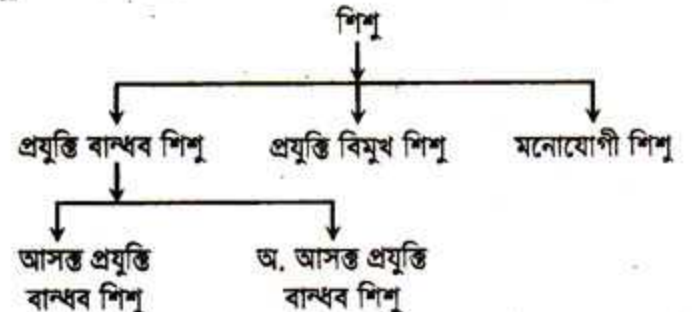 শিশু
প্রযুক্তি বান্ধব শিশু প্রযুক্তি বিমুখ শিশু মনোযোগী শিশু
আসক্ত প্রযুক্তি
বান্ধব শিশু
অ. আসক্ত প্রযুক্তি
বান্ধব শিশু